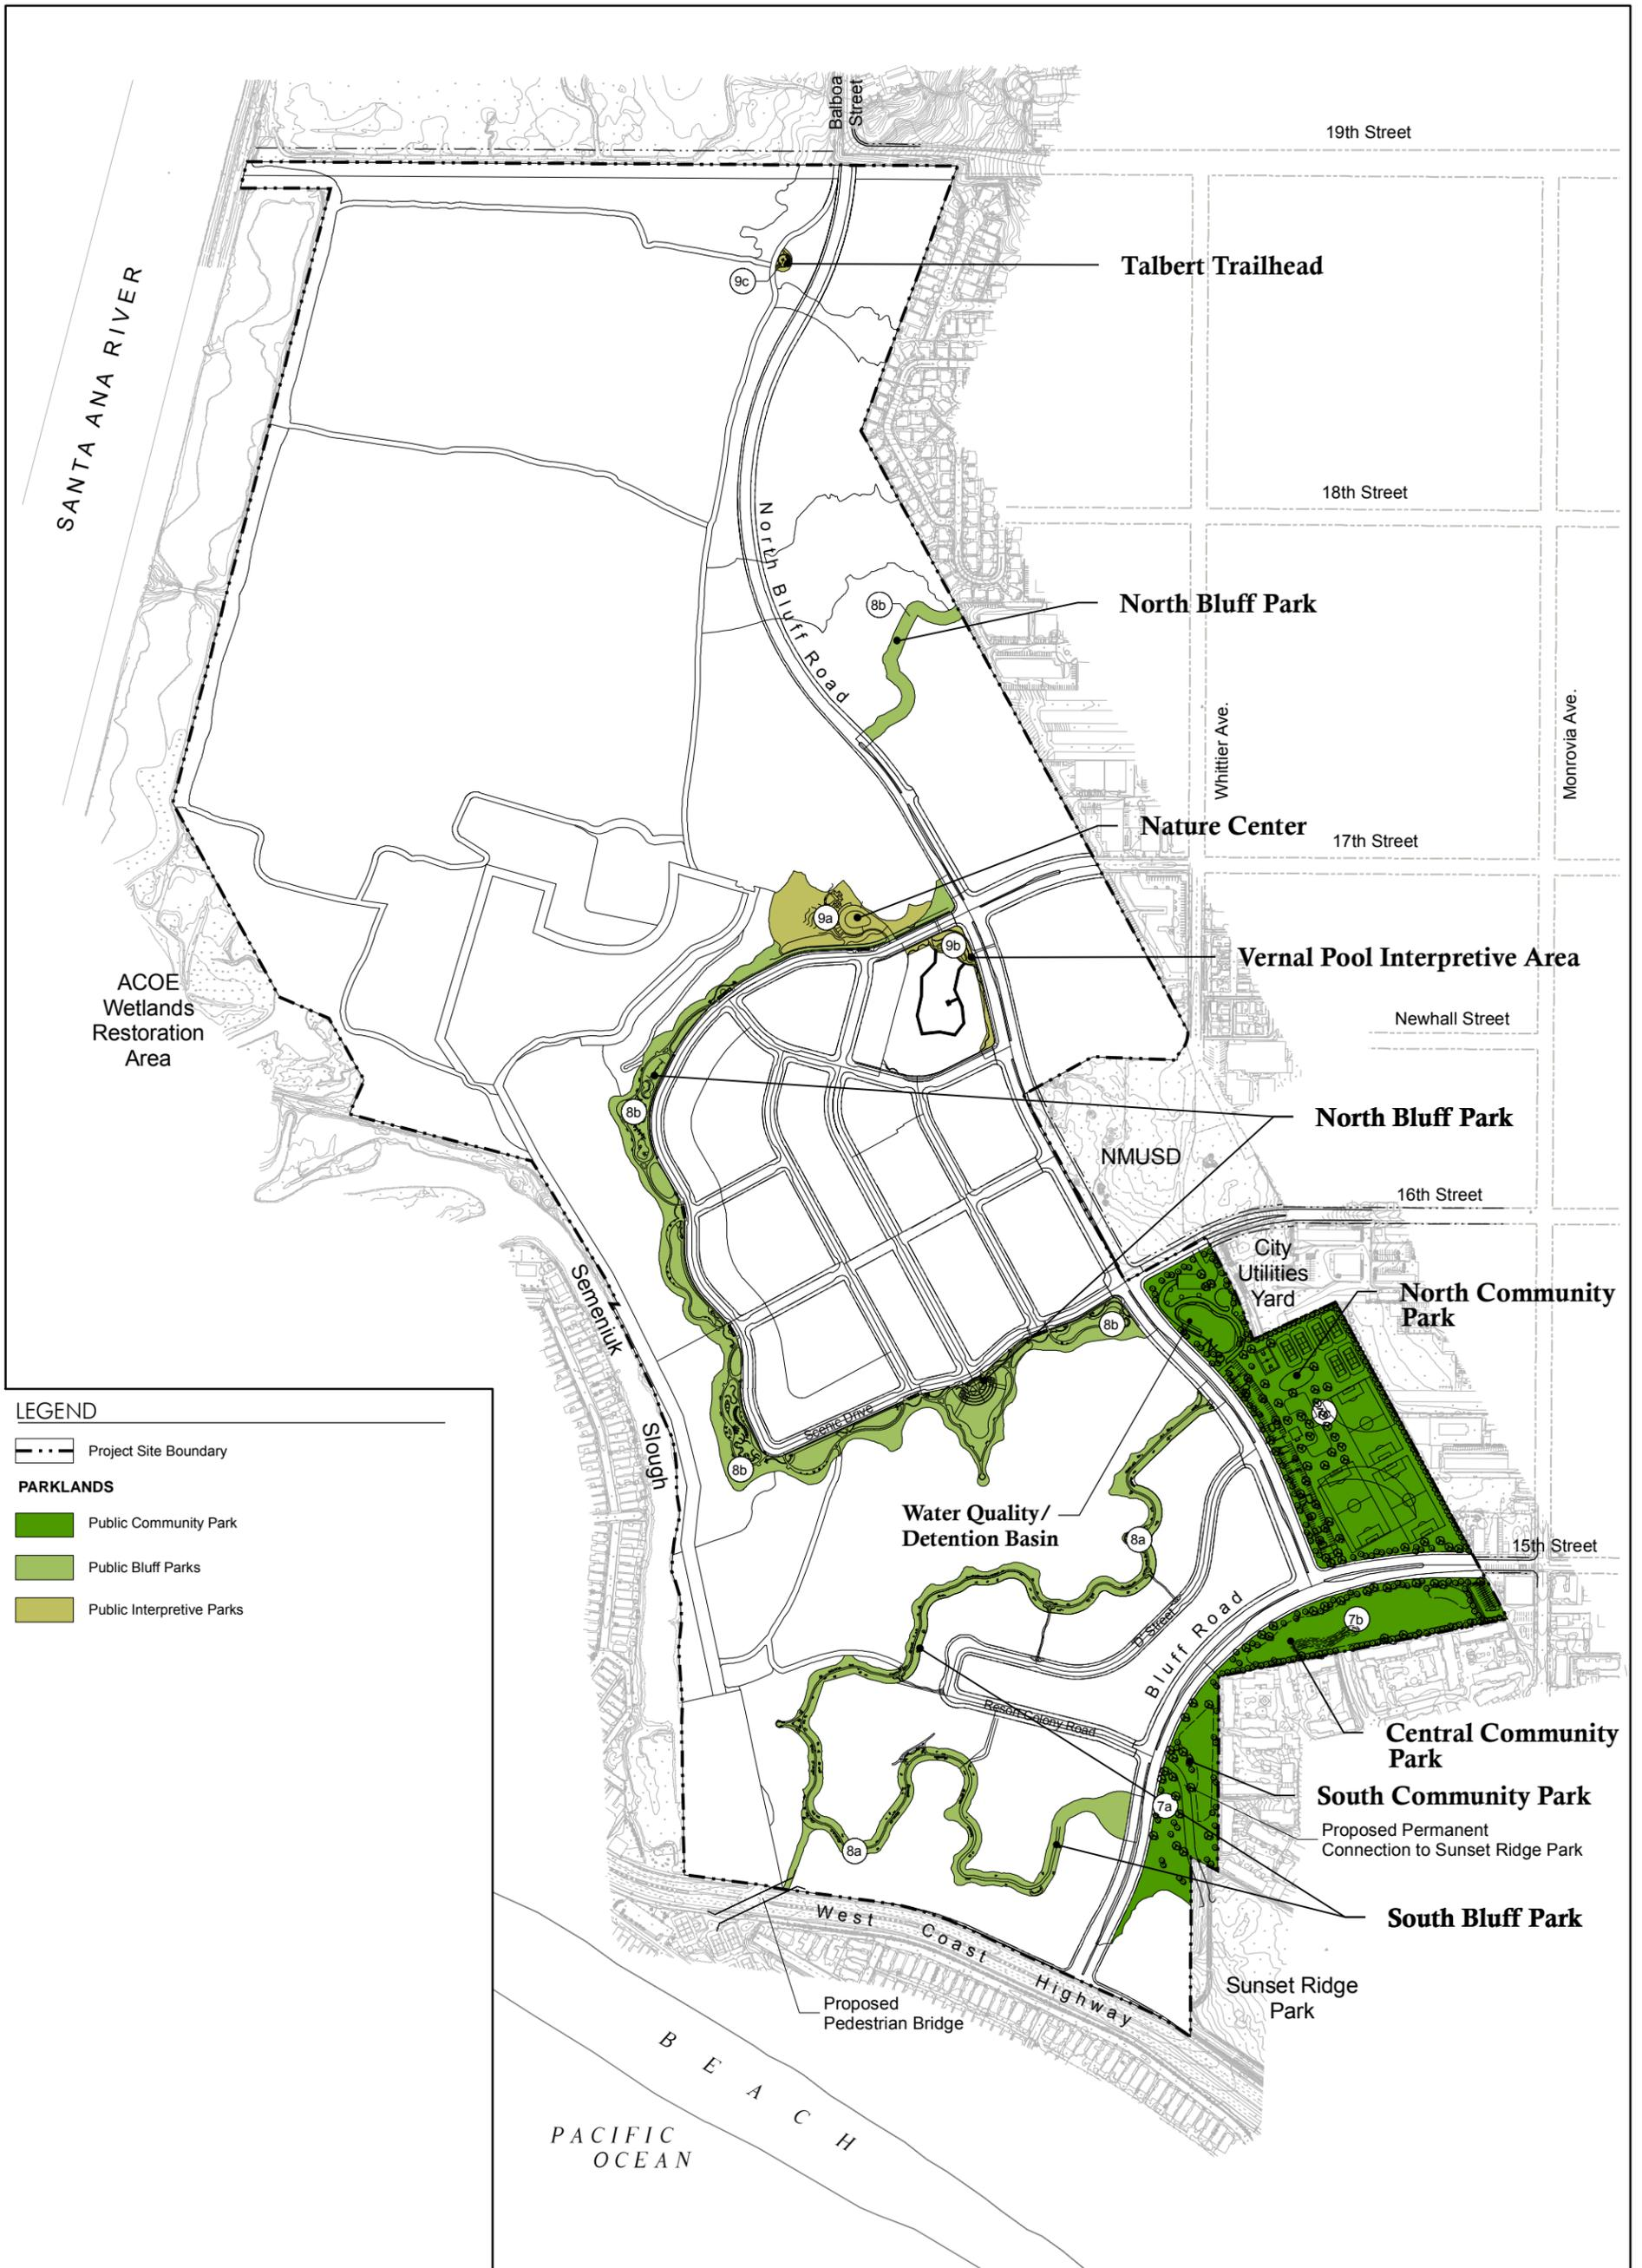 Balboa
Street
19th Street
SANTA ANA RIVER
Talbert Trailhead
9c
18th Street
North Bluff Road
8b
North Bluff Park
Whittier Ave.
Monrovia Ave.
Nature Center
17th Street
9a
9b
Vernal Pool Interpretive Area
ACOE
Wetlands
Restoration
Area
Newhall Street
8b
North Bluff Park
NMUSD
16th Street
City
Utilities
Yard
Semeniuk
Slough
North Community
Park
8b
Scenic Drive
8b
LEGEND
Project Site Boundary
PARKLANDS
Public Community Park
Public Bluff Parks
Public Interpretive Parks
Water Quality/
Detention Basin
8a
15th Street
D Street
Bluff Road
7b
Resort Colony Road
Central Community
Park
South Community Park
7a
Proposed Permanent
Connection to Sunset Ridge Park
8a
South Bluff Park
West Coast Highway
Sunset Ridge
Park
Proposed
Pedestrian Bridge
BEACH
PACIFIC
OCEAN